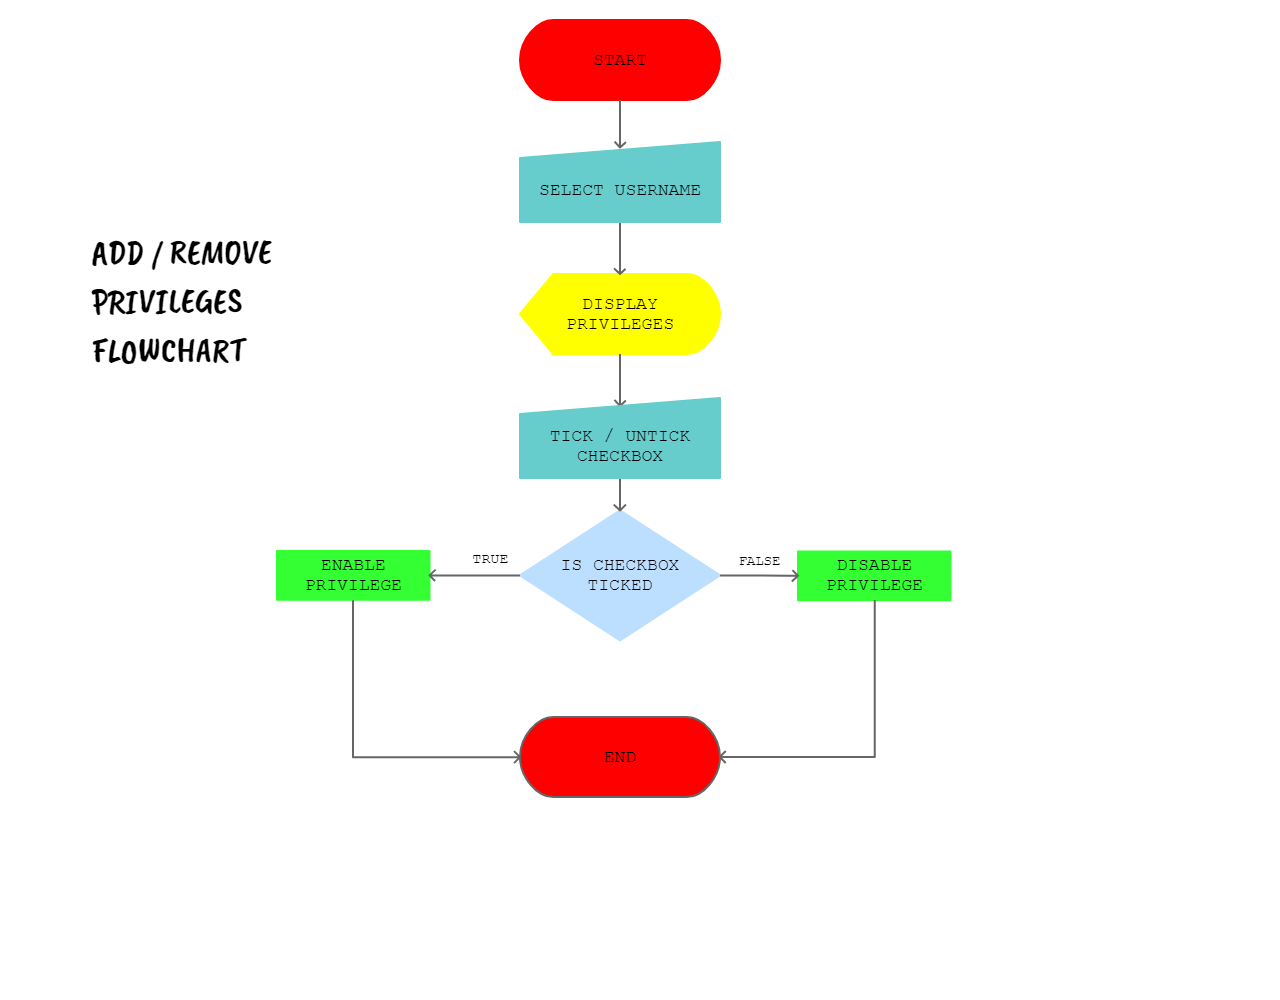 START
SELECT USERNAME
ADD / REMOVE
PRIVILEGES
FLOWCHART
DISPLAY
PRIVILEGES
TICK / UNTICK
CHECKBOX
ENABLE
PRIVILEGE
TRUE
IS CHECKBOX
TICKED
FALSE
DISABLE
PRIVILEGE
END